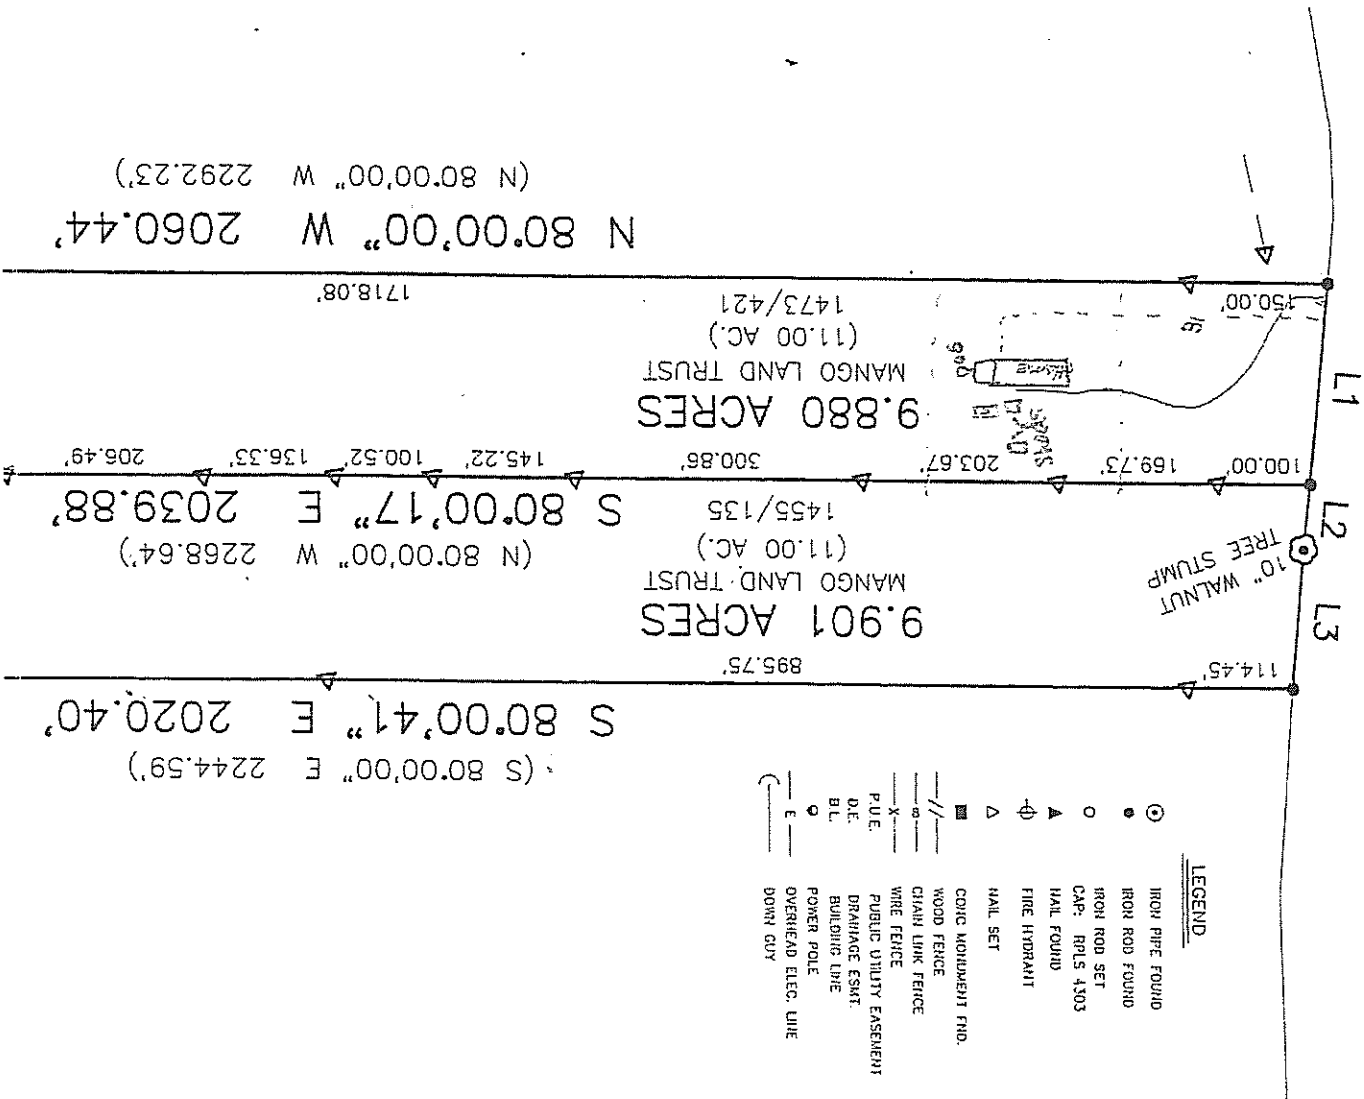 (S 80°00'00" E 2244.59')
S 80°00'41" E 2020.40'
114.45'
895.75'
L3
9.901 ACRES
MANGO LAND TRUST
(11.00 AC.)
1455/135
10" WALNUT
TREE STUMP
L2
(N 80°00'00" W 2268.64')
S 80°00'17" E 2039.88'
100.00'
169.73'
203.67'
300.86'
145.22'
100.52'
136.33'
206.49'
L1
9.880 ACRES
MANGO LAND TRUST
(11.00 AC.)
1473/421
150.00'
1718.08'
N 80°00'00" W 2060.44'
(N 80°00'00" W 2292.23')
LEGEND
IRON PIPE FOUND
IRON ROD FOUND
IRON ROD SET
CAP: RPLS 4303
NAIL FOUND
FIRE HYDRANT
NAIL SET
CONC MONUMENT FND.
// WOOD FENCE
CHAIN LINK FENCE
X WIRE FENCE
P.U.E. PUBLIC UTILITY EASEMENT
D.E. DRAINAGE ESMT.
B.L. BUILDING LINE
POWER POLE
E OVERHEAD ELEC. LINE
DOWN GUY